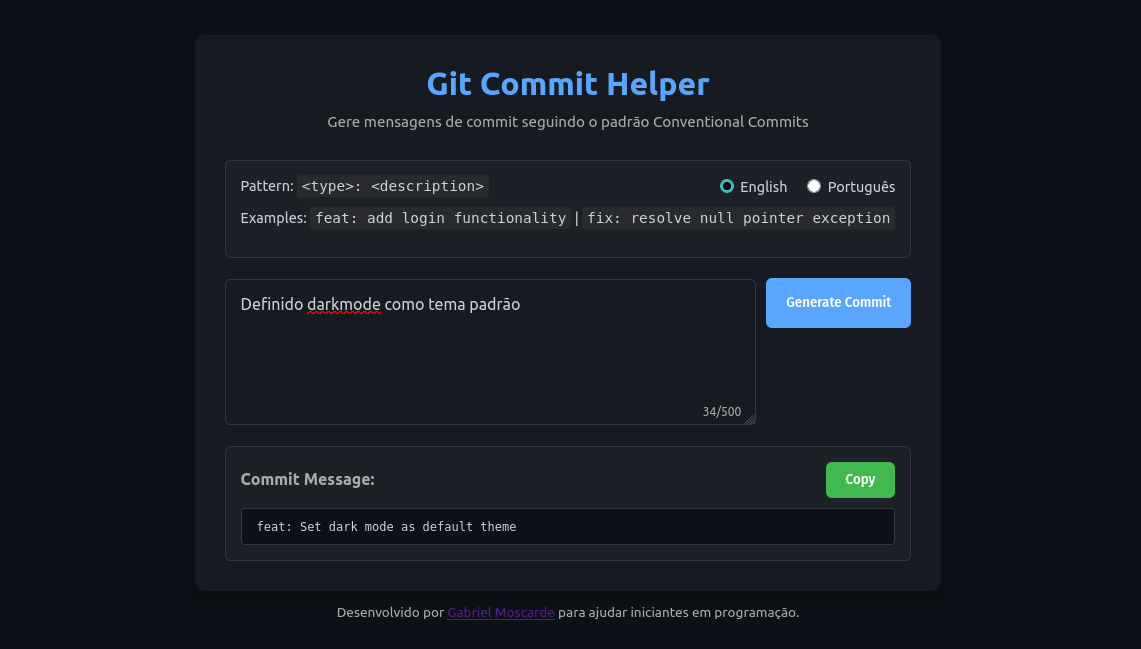 Git Commit Helper
Gere mensagens de commit seguindo o padrão Conventional Commits
Pattern: <type>: <description>
English Português
Examples: feat: add login functionality | fix: resolve null pointer exception
Definido darkmode como tema padrão
Generate Commit
34/500
Commit Message:
Copy
feat: Set dark mode as default theme
Desenvolvido por Gabriel Moscarde para ajudar iniciantes em programação.